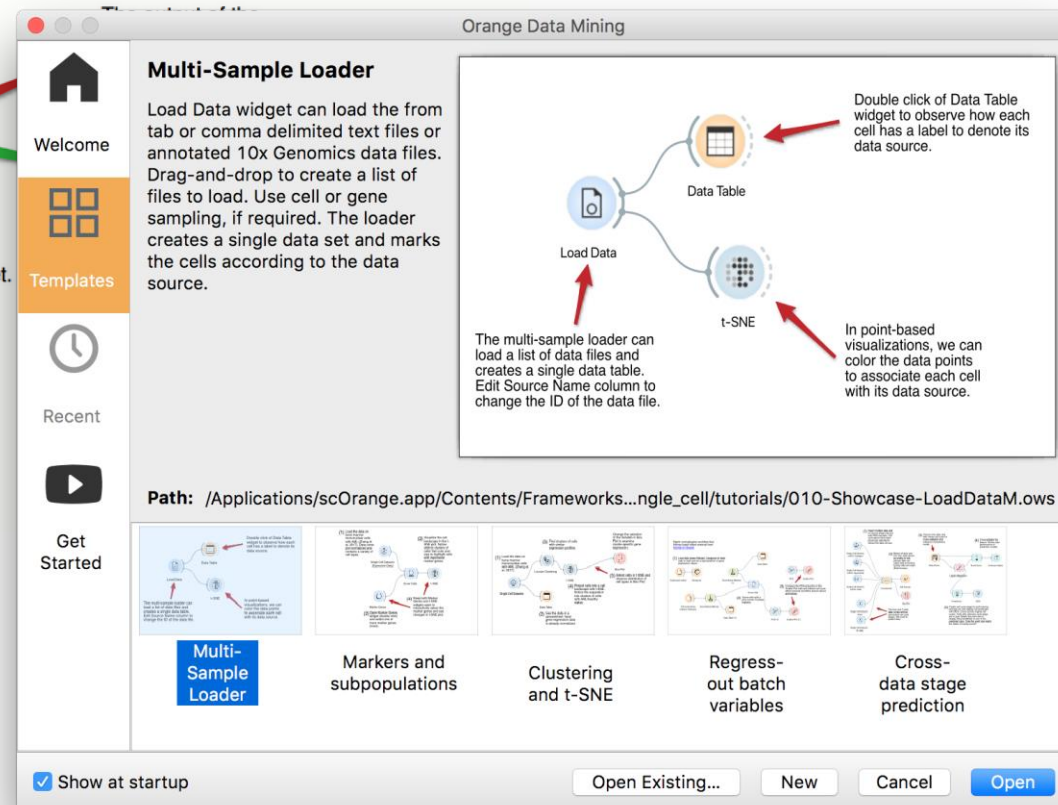 Orange Data Mining
Welcome
Templates
Recent
Get
Started
Multi-Sample Loader
Load Data widget can load the from
tab or comma delimited text files or
annotated 10x Genomics data files.
Drag-and-drop to create a list of
files to load. Use cell or gene
sampling, if required. The loader
creates a single data set and marks
the cells according to the data
source.
Double click of Data Table
widget to observe how each
cell has a label to denote its
data source.
Data Table
Load Data
t-SNE
The multi-sample loader can
load a list of data files and
creates a single data table.
Edit Source Name column to
change the ID of the data file.
In point-based
visualizations, we can
color the data points
to associate each cell
with its data source.
Path: /Applications/scOrange.app/Contents/Frameworks...ngle_cell/tutorials/010-Showcase-LoadDataM.ows
Multi-
Sample
Loader
Markers and
subpopulations
Clustering
and t-SNE
Regress-
out batch
variables
Cross-
data stage
prediction
Show at startup
Open Existing...
New
Cancel
Open